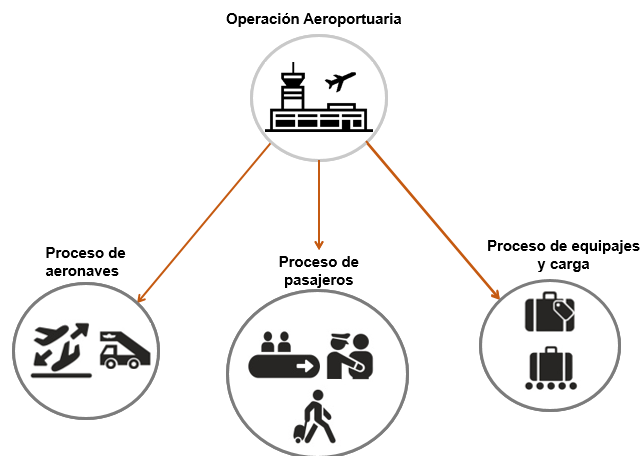 Operación Aeroportuaria
Proceso de
aeronaves
Proceso de
pasajeros
Proceso de equipajes
y carga